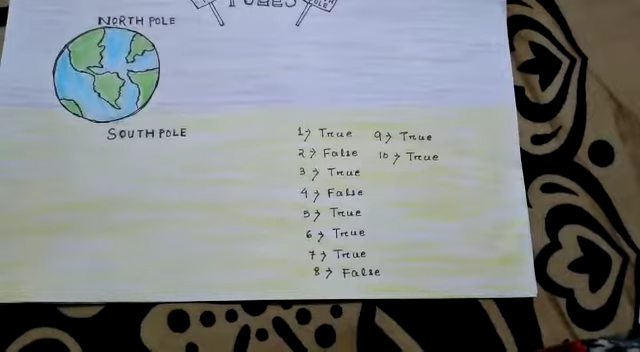 POLES
NORTH POLE
SOUTH POLE
1) True
2) False
3) True
4) False
5) True
6) True
7) True
8) False
9) True
10) True